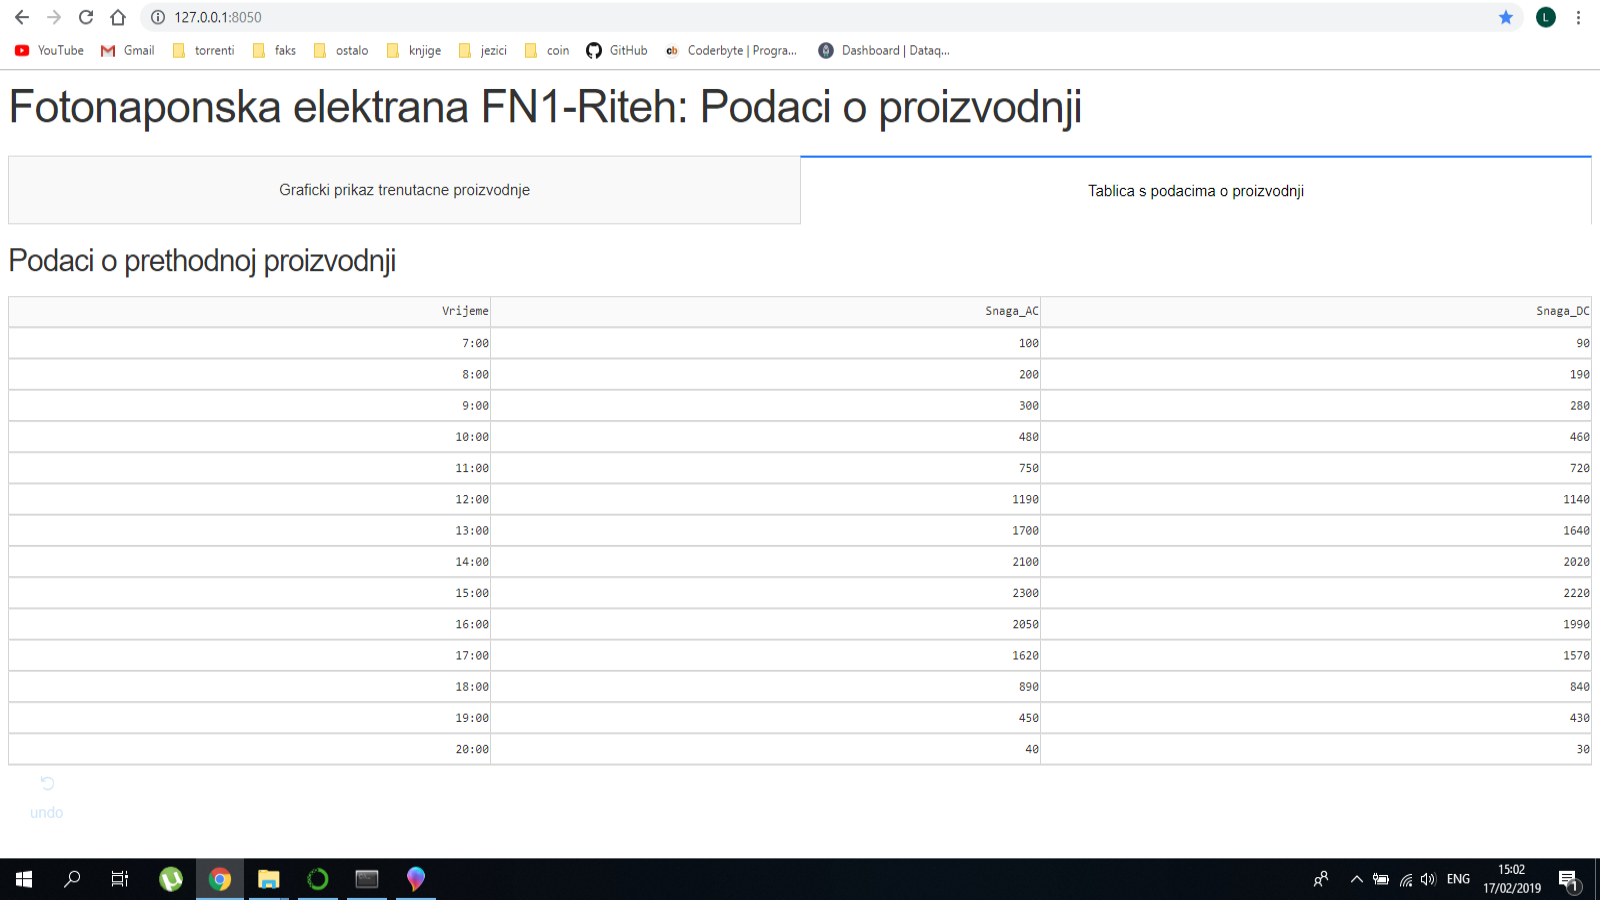 127.0.0.1:8050
L
YouTube Gmail torrenti faks ostalo knjige jezici coin GitHub cb Coderbyte | Progra... Dashboard | Dataq...
Fotonaponska elektrana FN1-Riteh: Podaci o proizvodnji
Graficki prikaz trenutacne proizvodnje Tablica s podacima o proizvodnji
Podaci o prethodnoj proizvodnji
Vrijeme Snaga_AC Snaga_DC
7:00 100 90
8:00 200 190
9:00 300 280
10:00 480 460
11:00 750 720
12:00 1190 1140
13:00 1700 1640
14:00 2100 2020
15:00 2300 2220
16:00 2050 1990
17:00 1620 1570
18:00 890 840
19:00 450 430
20:00 40 30
undo
ENG
15:02
17/02/2019
1